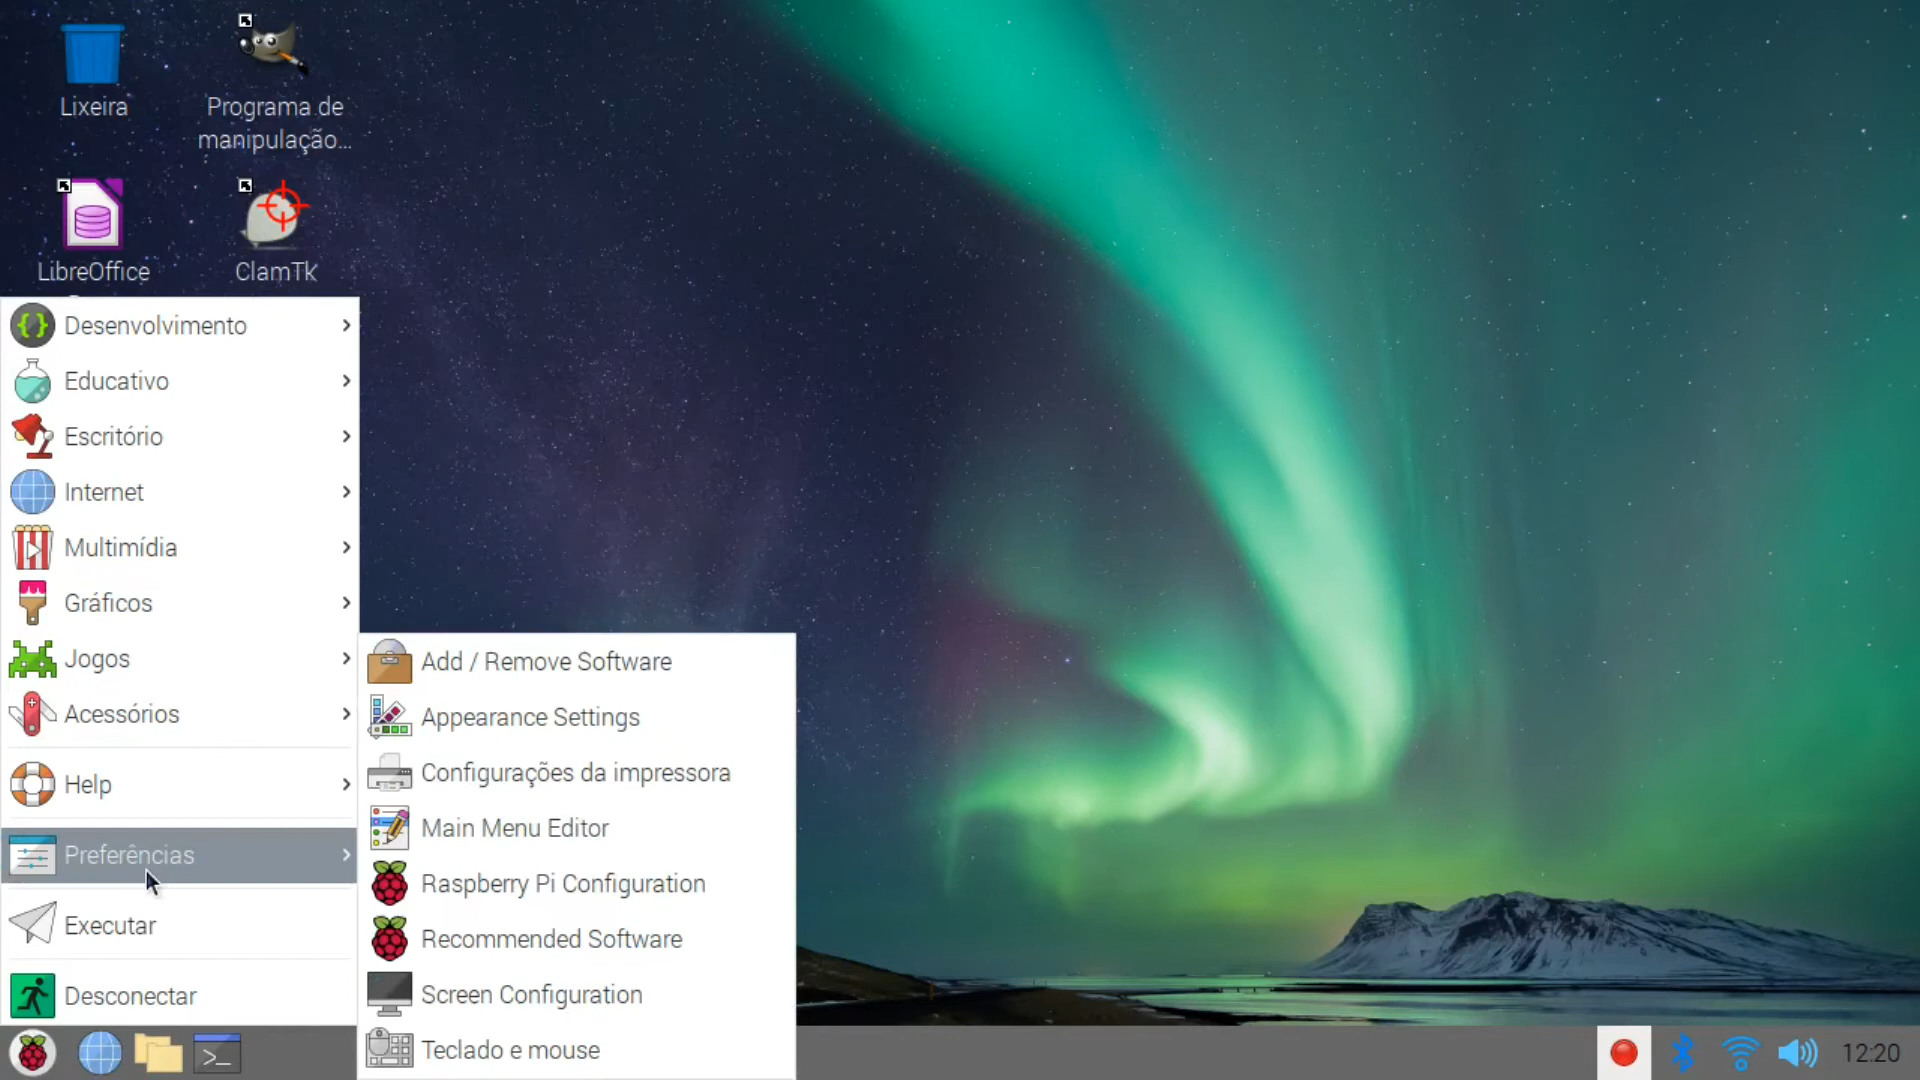 Lixeira
Programa de
manipulação...
LibreOffice
ClamTk
Desenvolvimento
Educativo
Escritório
Internet
Multimídia
Gráficos
Jogos
Acessórios
Help
Preferências
Executar
Desconectar
Add / Remove Software
Appearance Settings
Configurações da impressora
Main Menu Editor
Raspberry Pi Configuration
Recommended Software
Screen Configuration
Teclado e mouse
>_
12:20